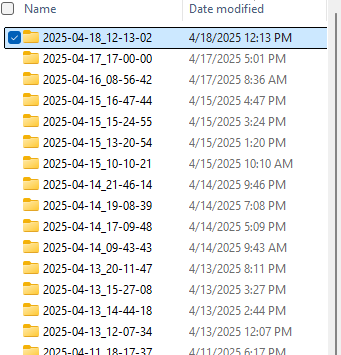 Name Date modified
2025-04-18_12-13-02 4/18/2025 12:13 PM
2025-04-17_17-00-00 4/17/2025 5:01 PM
2025-04-16_08-56-42 4/17/2025 8:36 AM
2025-04-15_16-47-44 4/15/2025 4:47 PM
2025-04-15_15-24-55 4/15/2025 3:24 PM
2025-04-15_13-20-54 4/15/2025 1:20 PM
2025-04-15_10-10-21 4/15/2025 10:10 AM
2025-04-14_21-46-14 4/14/2025 9:46 PM
2025-04-14_19-08-39 4/14/2025 7:08 PM
2025-04-14_17-09-48 4/14/2025 5:09 PM
2025-04-14_09-43-43 4/14/2025 9:43 AM
2025-04-13_20-11-47 4/13/2025 8:11 PM
2025-04-13_15-27-08 4/13/2025 3:27 PM
2025-04-13_14-44-18 4/13/2025 2:44 PM
2025-04-13_12-07-34 4/13/2025 12:07 PM
2025-04-11_18-17-37 4/11/2025 6:17 PM